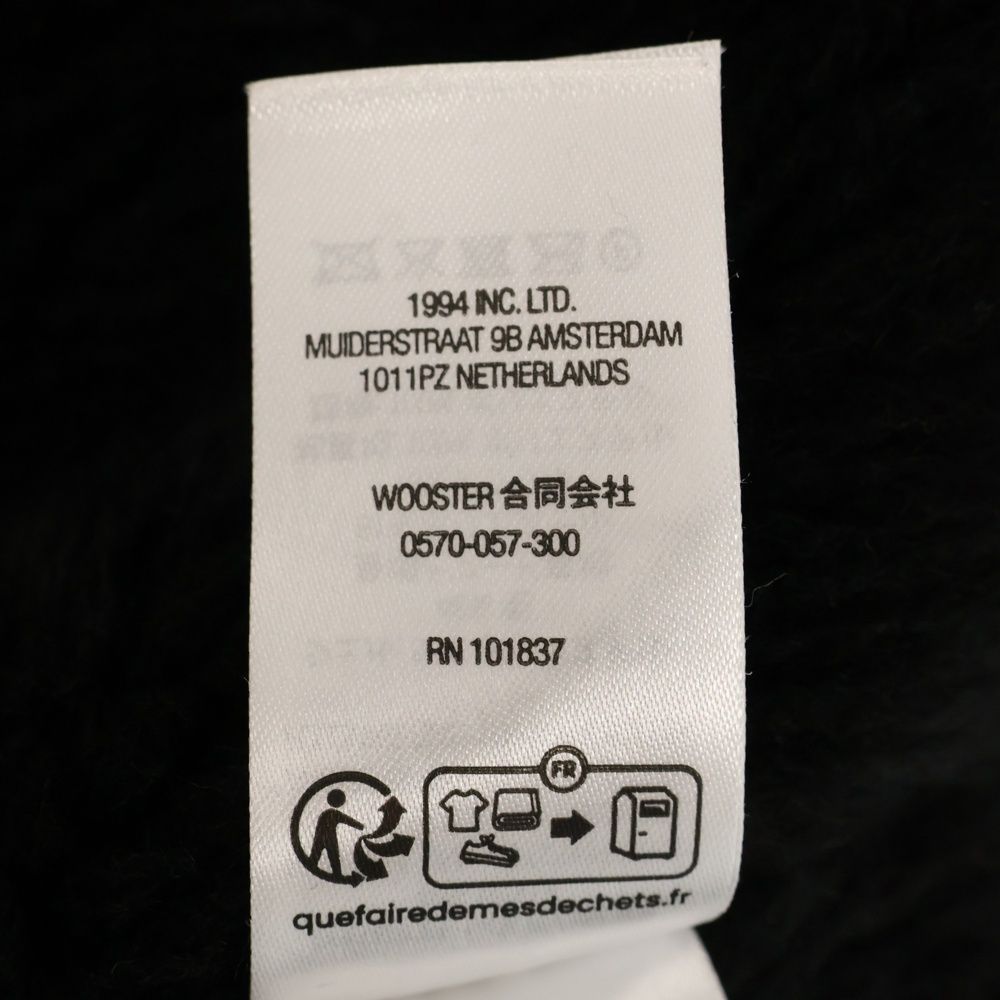 1994 INC. LTD.
MUIDERSTRAAT 9B AMSTERDAM
1011PZ NETHERLANDS
WOOSTER 合同会社
0570-057-300
RN 101837
FR
quefairedemesdechets.fr